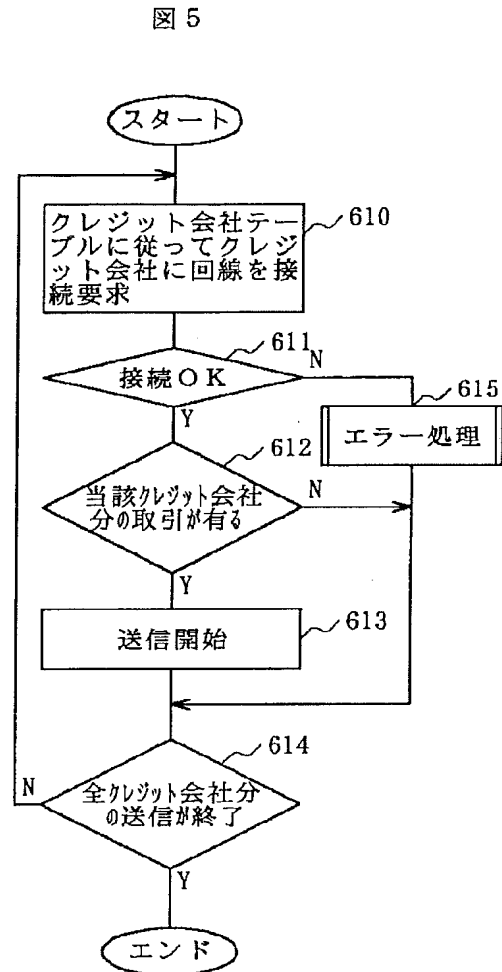 図5
スタート
クレジット会社テー
ブルに従ってクレジ
ット会社に回線を接
続要求
610
611
接続OK
N
615
Y
エラー処理
612
当該クレジット会社
分の取引が有る
N
Y
送信開始
613
614
N
全クレジット会社分
の送信が終了
Y
エンド